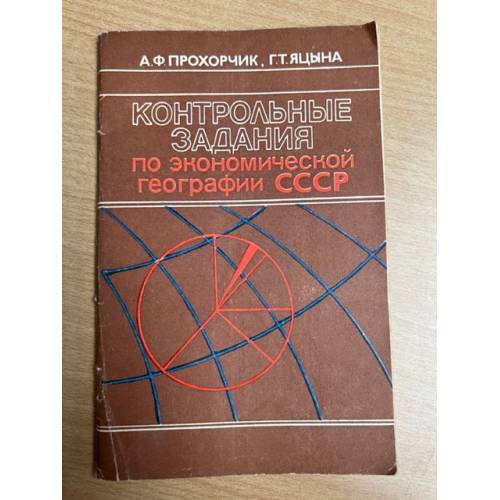 А.Ф.ПРОХОРЧИК, Г.Т.ЯЦЫНА
КОНТРОЛЬНЫЕ
ЗАДАНИЯ
ПО ЭКОНОМИЧЕСКОЙ
ГЕОГРАФИИ СССР